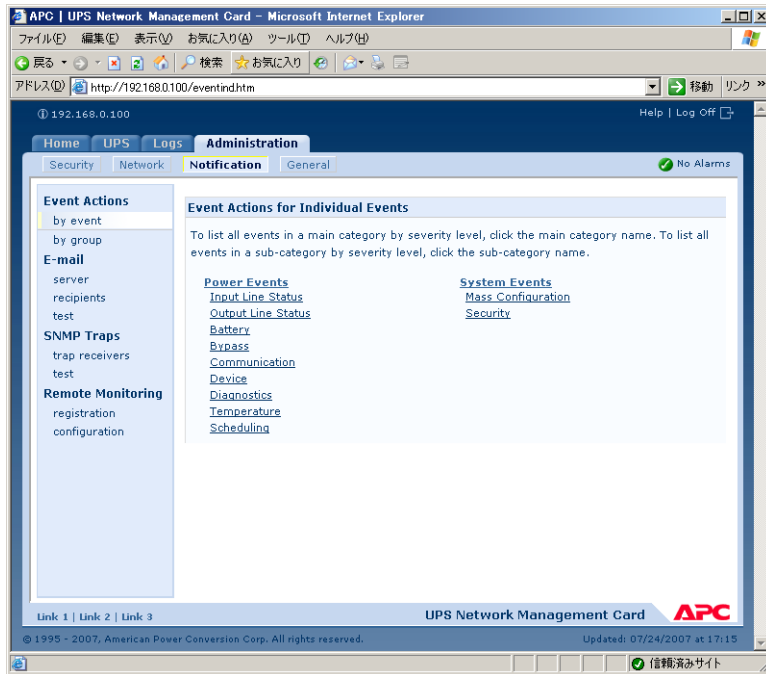 APC | UPS Network Management Card - Microsoft Internet Explorer
ファイル(F) 編集(E) 表示(V) お気に入り(A) ツール(T) ヘルプ(H)
戻る 検索 お気に入り
アドレス(D) http://192.168.0.100/eventind.htm 移動 リンク »
192.168.0.100 Help | Log Off
Home UPS Logs Administration
Security Network Notification General No Alarms
Event Actions
by event
by group
E-mail
server
recipients
test
SNMP Traps
trap receivers
test
Remote Monitoring
registration
configuration
Event Actions for Individual Events
To list all events in a main category by severity level, click the main category name. To list all
events in a sub-category by severity level, click the sub-category name.
Power Events
Input Line Status
Output Line Status
Battery
Bypass
Communication
Device
Diagnostics
Temperature
Scheduling
System Events
Mass Configuration
Security
Link 1 | Link 2 | Link 3 UPS Network Management Card APC
© 1995 - 2007, American Power Conversion Corp. All rights reserved. Updated: 07/24/2007 at 17:15
信頼済みサイト